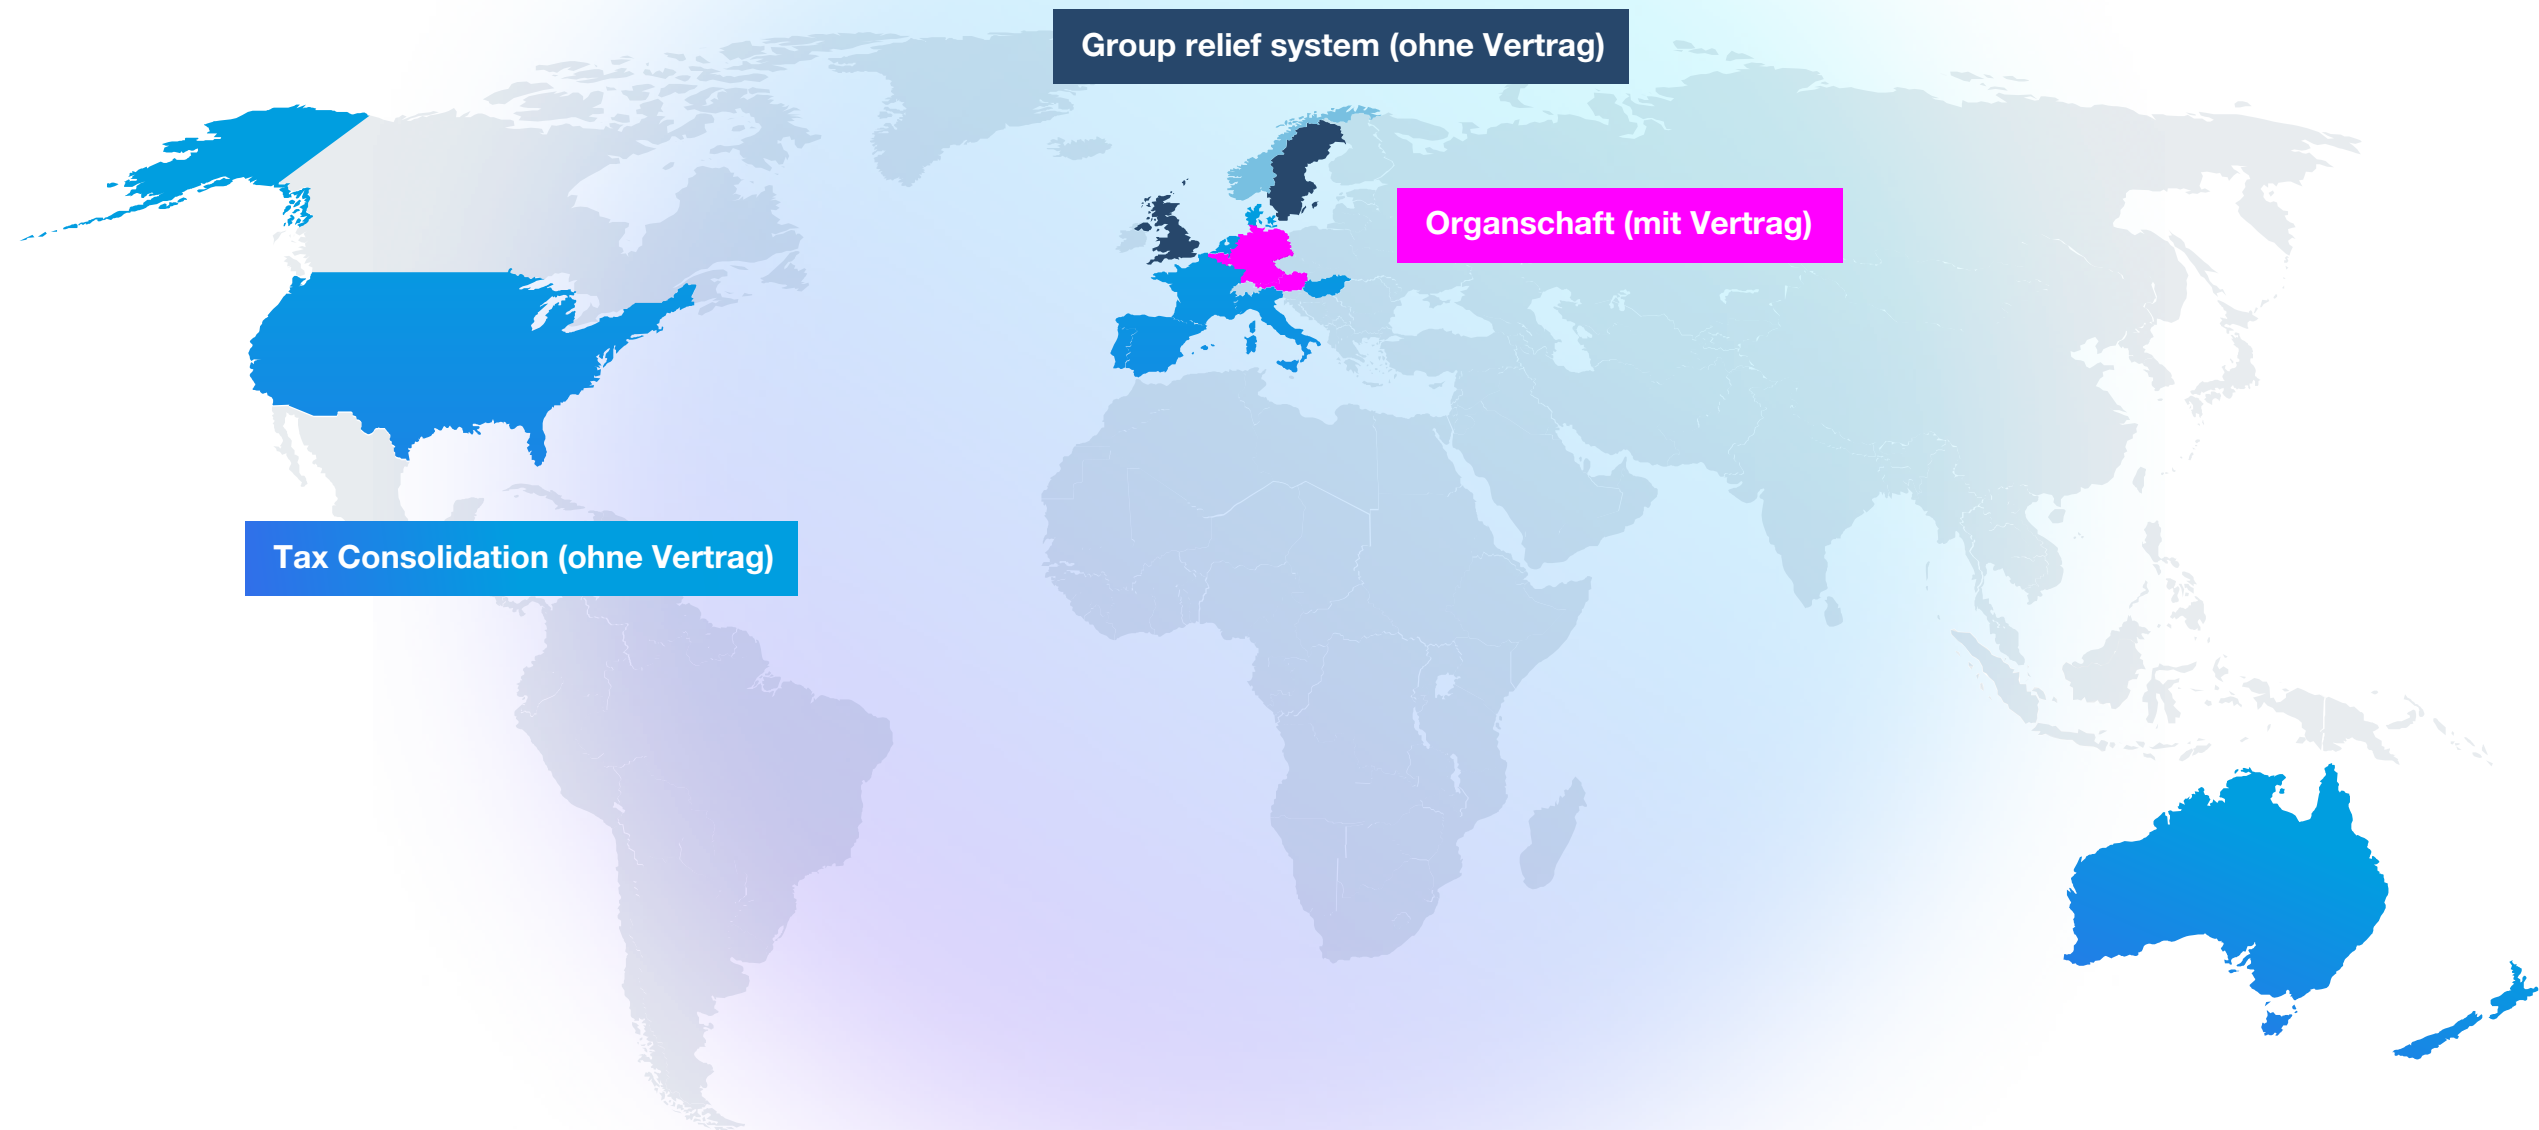 Group relief system (ohne Vertrag)
Organschaft (mit Vertrag)
Tax Consolidation (ohne Vertrag)